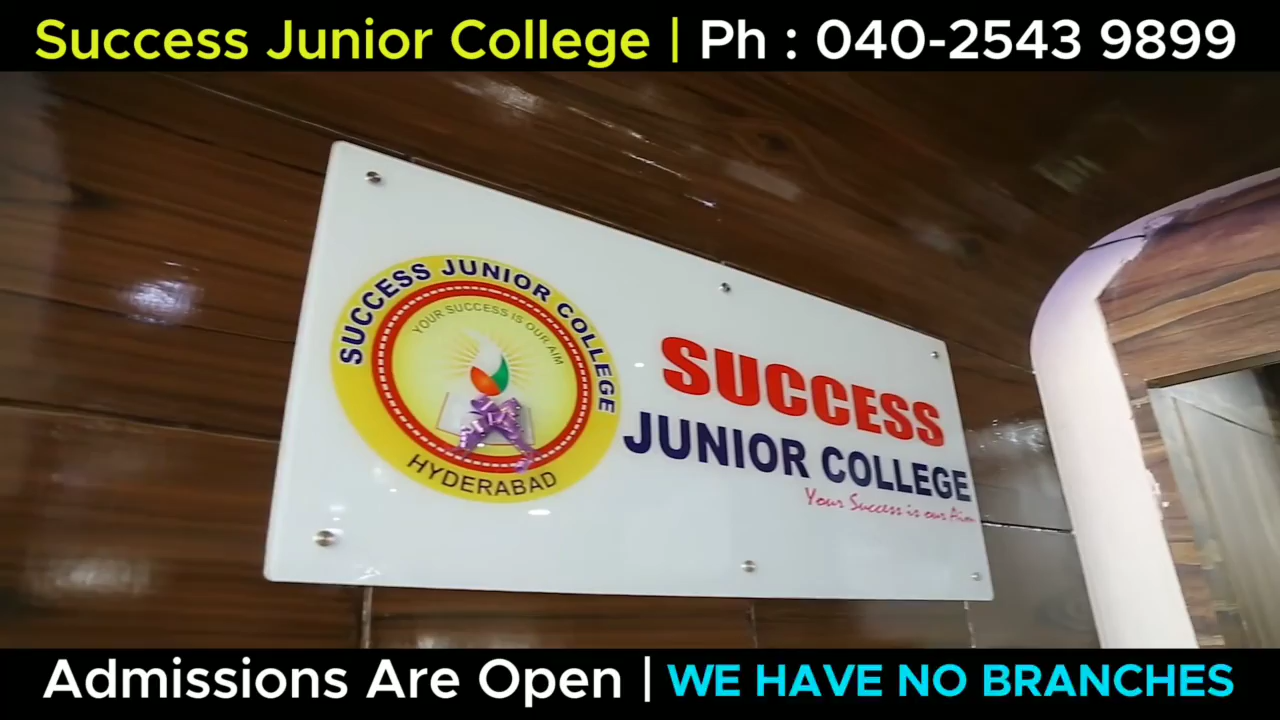 Success Junior College | Ph : 040-2543 9899
SUCCESS JUNIOR COLLEGE
YOUR SUCCESS IS OUR AIM
HYDERABAD
SUCCESS
JUNIOR COLLEGE
Your Success is our Aim
Admissions Are Open | WE HAVE NO BRANCHES